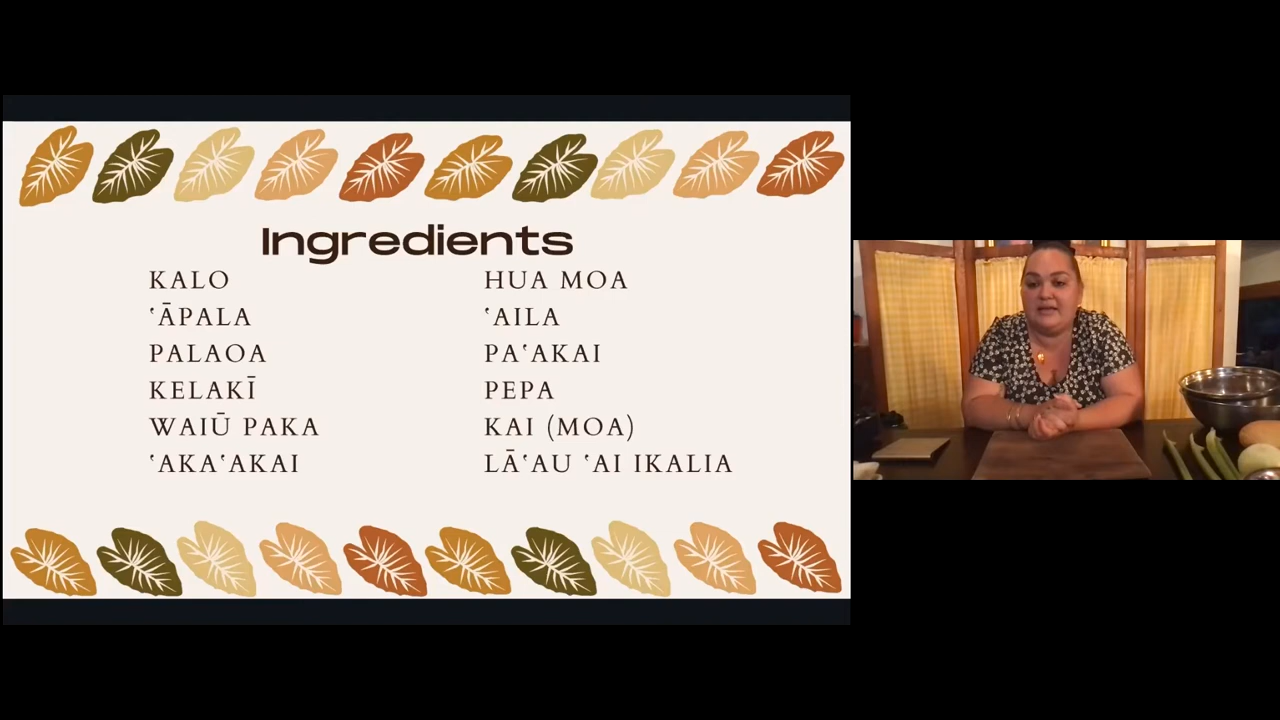 Ingredients
KALO
ʻĀPALA
PALAOA
KELAKĪ
WAIŪ PAKA
ʻAKAʻAKAI
HUA MOA
ʻAILA
PAʻAKAI
PEPA
KAI (MOA)
LĀʻAU ʻAI IKALIA